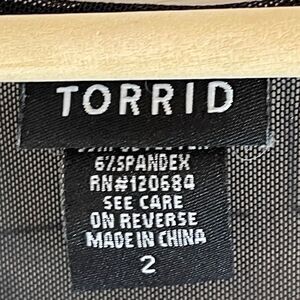 TORRID
6%SPANDEX
RN#120684
SEE CARE
ON REVERSE
MADE IN CHINA
2